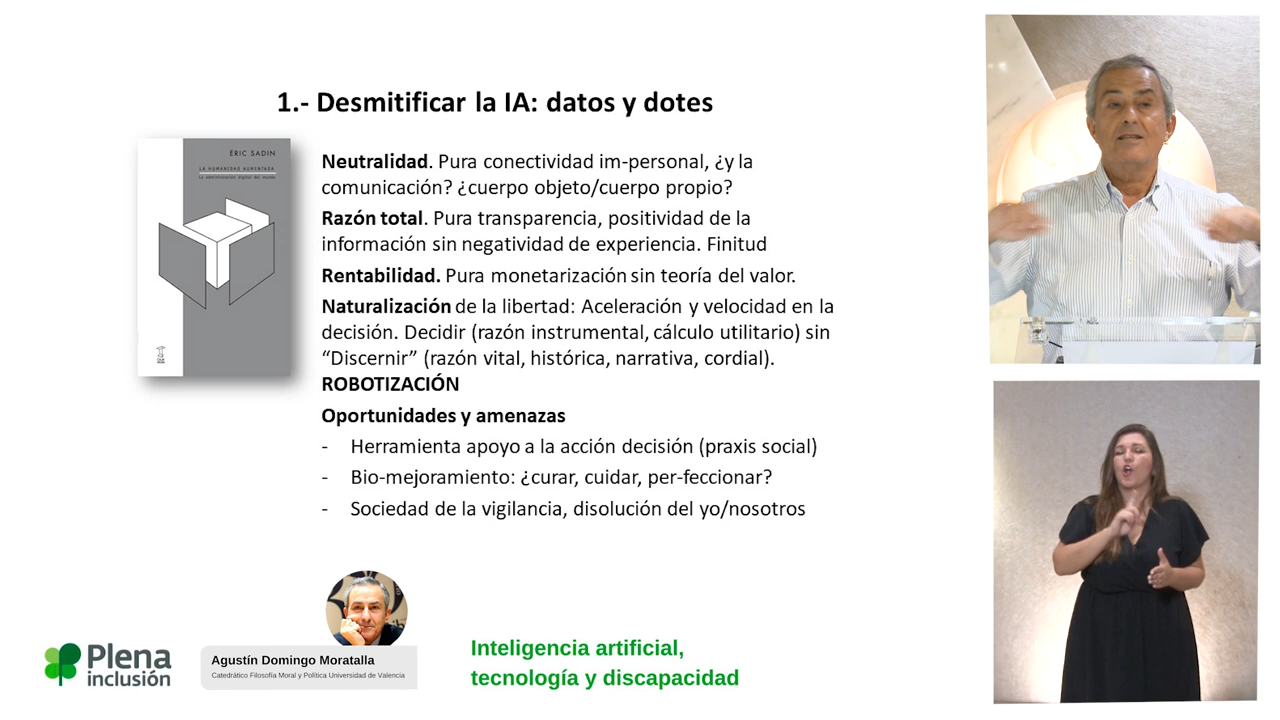 1.- Desmitificar la IA: datos y dotes
ÉRIC SADIN
LA HUMANIDAD AUMENTADA
La administración digital del mundo
Neutralidad. Pura conectividad im-personal, ¿y la
comunicación? ¿cuerpo objeto/cuerpo propio?
Razón total. Pura transparencia, positividad de la
información sin negatividad de experiencia. Finitud
Rentabilidad. Pura monetarización sin teoría del valor.
Naturalización de la libertad: Aceleración y velocidad en la
decisión. Decidir (razón instrumental, cálculo utilitario) sin
“Discernir” (razón vital, histórica, narrativa, cordial).
ROBOTIZACIÓN
Oportunidades y amenazas
- Herramienta apoyo a la acción decisión (praxis social)
- Bio-mejoramiento: ¿curar, cuidar, per-feccionar?
- Sociedad de la vigilancia, disolución del yo/nosotros
Plena
inclusión
Agustín Domingo Moratalla
Catedrático Filosofía Moral y Política Universidad de Valencia
Inteligencia artificial,
tecnología y discapacidad